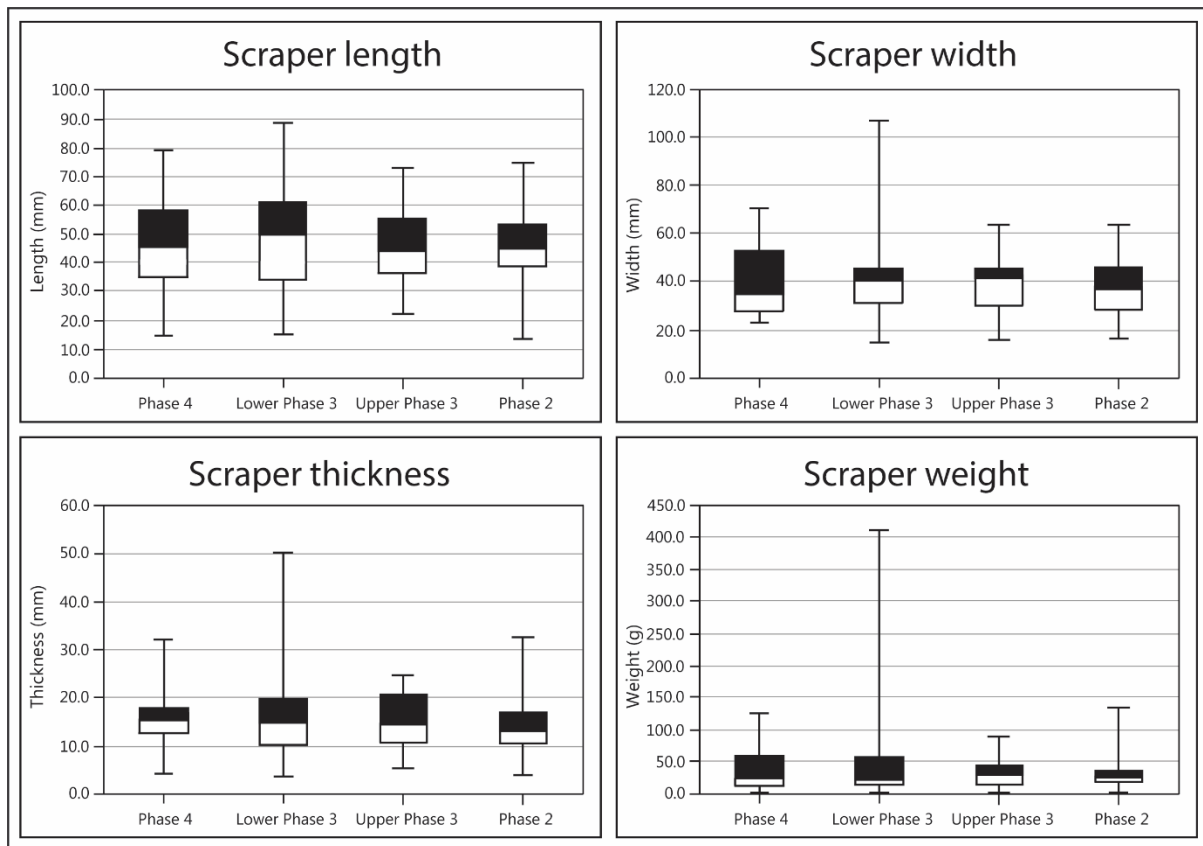 Scraper length
100.0
90.0
80.0
70.0
60.0
50.0
40.0
30.0
20.0
10.0
0.0
Length (mm)
Phase 4 Lower Phase 3 Upper Phase 3 Phase 2
Scraper width
120.0
100.0
80.0
60.0
40.0
20.0
0.0
Width (mm)
Phase 4 Lower Phase 3 Upper Phase 3 Phase 2
Scraper thickness
60.0
50.0
40.0
30.0
20.0
10.0
0.0
Thickness (mm)
Phase 4 Lower Phase 3 Upper Phase 3 Phase 2
Scraper weight
450.0
400.0
350.0
300.0
250.0
200.0
150.0
100.0
50.0
0.0
Weight (g)
Phase 4 Lower Phase 3 Upper Phase 3 Phase 2